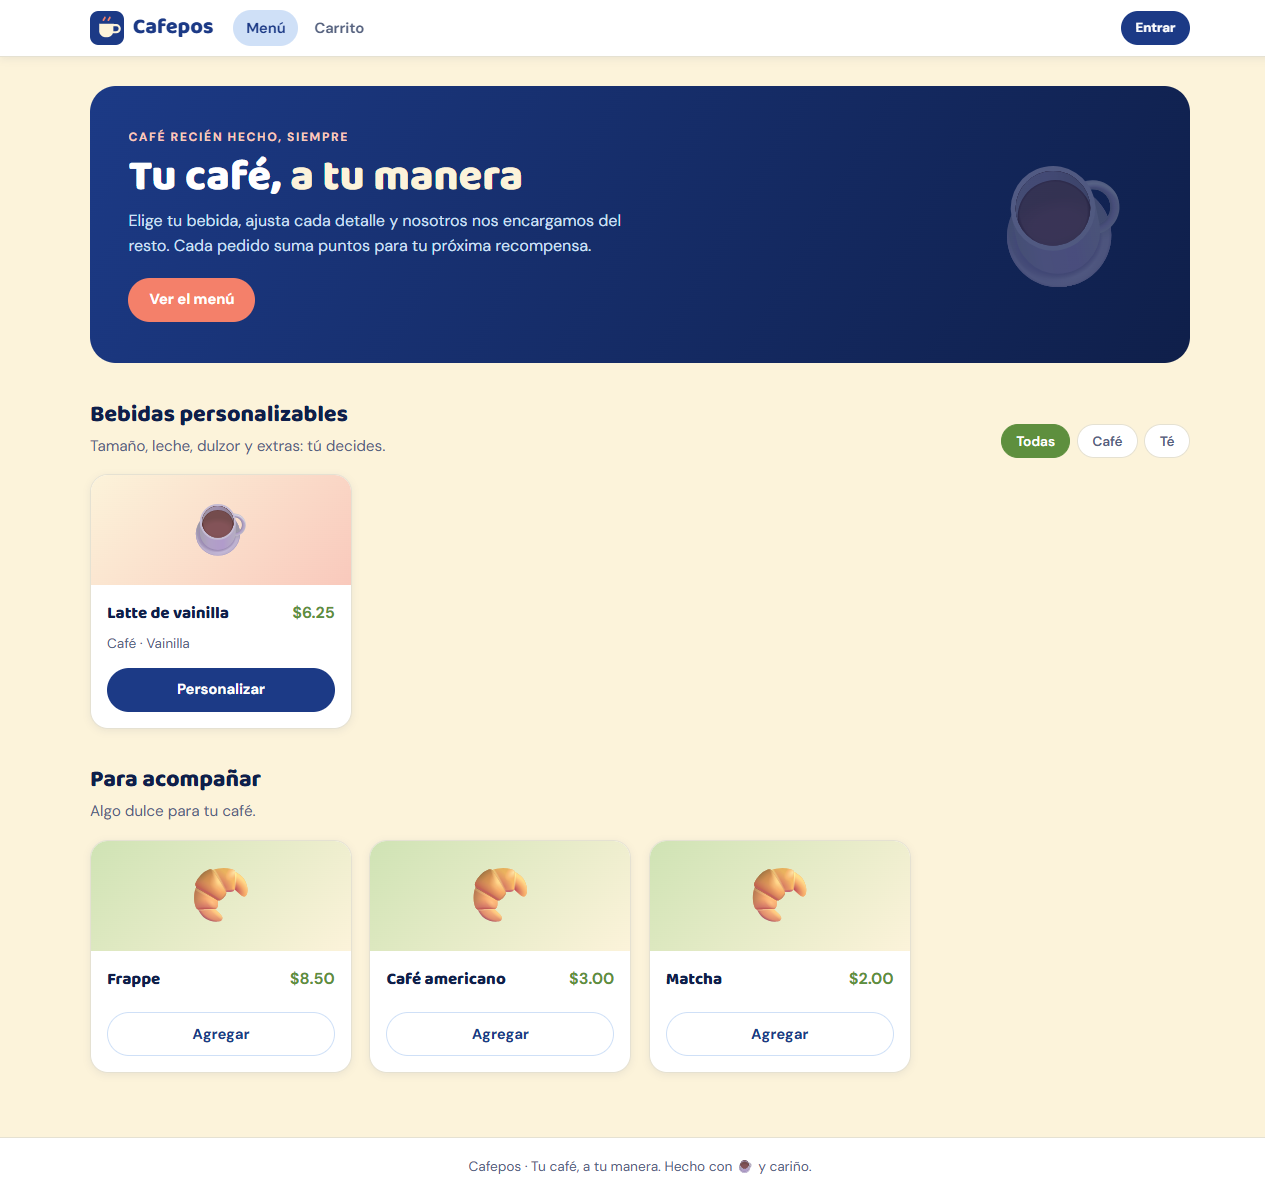 Cafepos
Menú
Carrito
Entrar
CAFÉ RECIÉN HECHO, SIEMPRE
Tu café, a tu manera
Elige tu bebida, ajusta cada detalle y nosotros nos encargamos del
resto. Cada pedido suma puntos para tu próxima recompensa.
Ver el menú
Bebidas personalizables
Tamaño, leche, dulzor y extras: tú decides.
Todas
Café
Té
Latte de vainilla
$6.25
Café · Vainilla
Personalizar
Para acompañar
Algo dulce para tu café.
Frappe
$8.50
Agregar
Café americano
$3.00
Agregar
Matcha
$2.00
Agregar
Cafepos · Tu café, a tu manera. Hecho con ☕ y cariño.